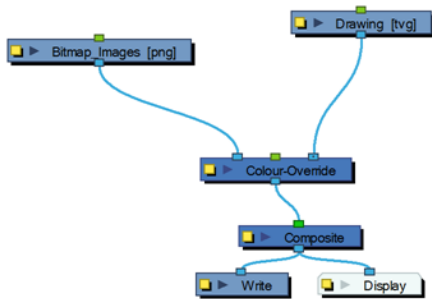 Drawing [tvg]
Bitmap_Images [png]
Colour-Override
Composite
Write
Display